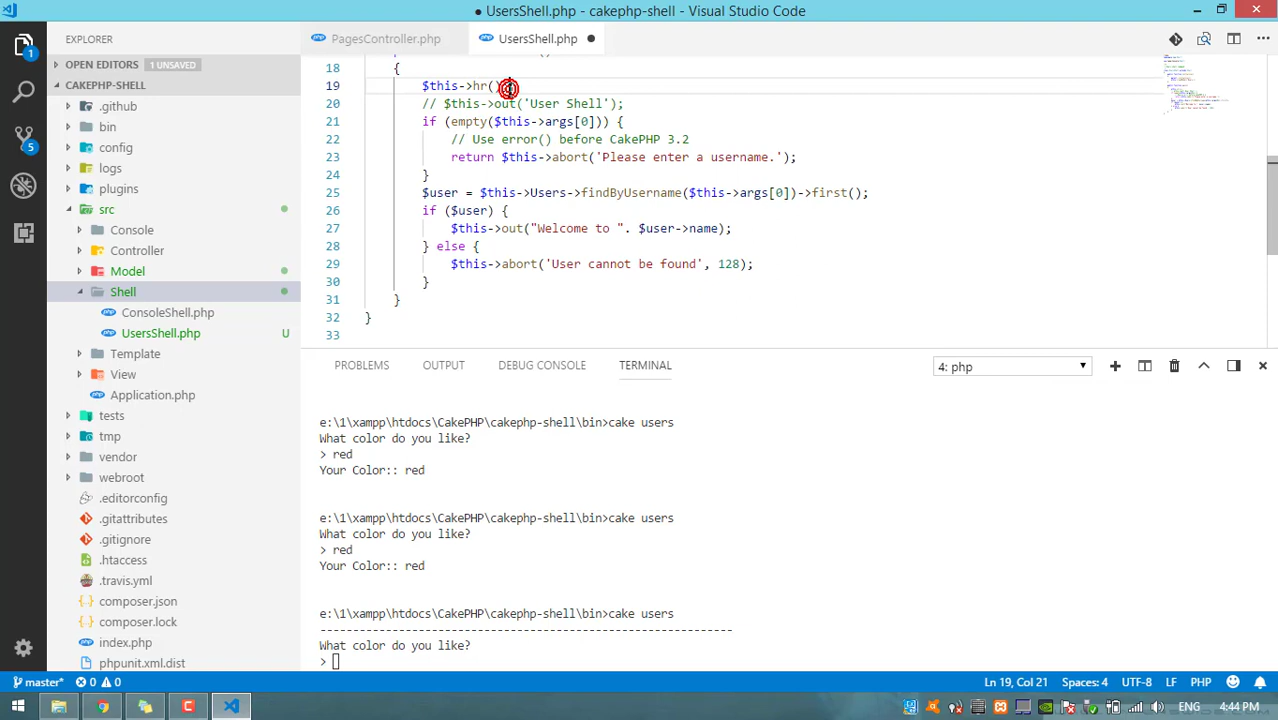 ● UsersShell.php - cakephp-shell - Visual Studio Code
EXPLORER
OPEN EDITORS 1 UNSAVED
CAKEPHP-SHELL
.github
bin
config
logs
plugins
src
Console
Controller
Model
Shell
ConsoleShell.php
UsersShell.php U
Template
View
Application.php
tests
tmp
vendor
webroot
.editorconfig
.gitattributes
.gitignore
.htaccess
.travis.yml
composer.json
composer.lock
index.php
phpunit.xml.dist
1
5
php PagesController.php
php UsersShell.php ●
18 {
19 $this->hr()
20 // $this->out('User Shell');
21 if (empty($this->args[0])) {
22 // Use error() before CakePHP 3.2
23 return $this->abort('Please enter a username.');
24 }
25 $user = $this->Users->findByUsername($this->args[0])->first();
26 if ($user) {
27 $this->out("Welcome to ". $user->name);
28 } else {
29 $this->abort('User cannot be found', 128);
30 }
31 }
32 }
33
PROBLEMS OUTPUT DEBUG CONSOLE TERMINAL 4: php
e:\1\xampp\htdocs\CakePHP\cakephp-shell\bin>cake users
What color do you like?
> red
Your Color:: red
e:\1\xampp\htdocs\CakePHP\cakephp-shell\bin>cake users
What color do you like?
> red
Your Color:: red
e:\1\xampp\htdocs\CakePHP\cakephp-shell\bin>cake users
---------------------------------------------------------------
What color do you like?
>
master* 0 0 Ln 19, Col 21 Spaces: 4 UTF-8 LF PHP
ENG 4:44 PM